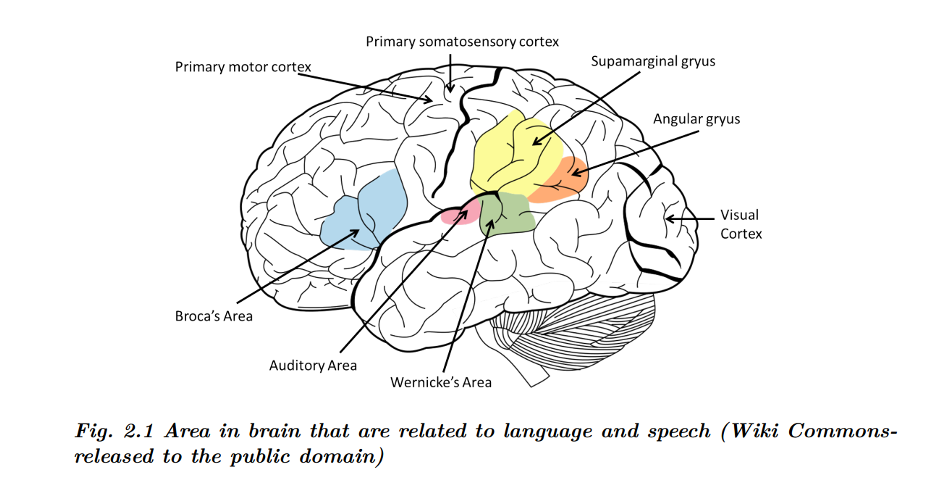 Primary somatosensory cortex
Primary motor cortex
Supamarginal gryus
Angular gryus
Visual
Cortex
Broca's Area
Auditory Area
Wernicke's Area
Fig. 2.1 Area in brain that are related to language and speech (Wiki Commons-
released to the public domain)